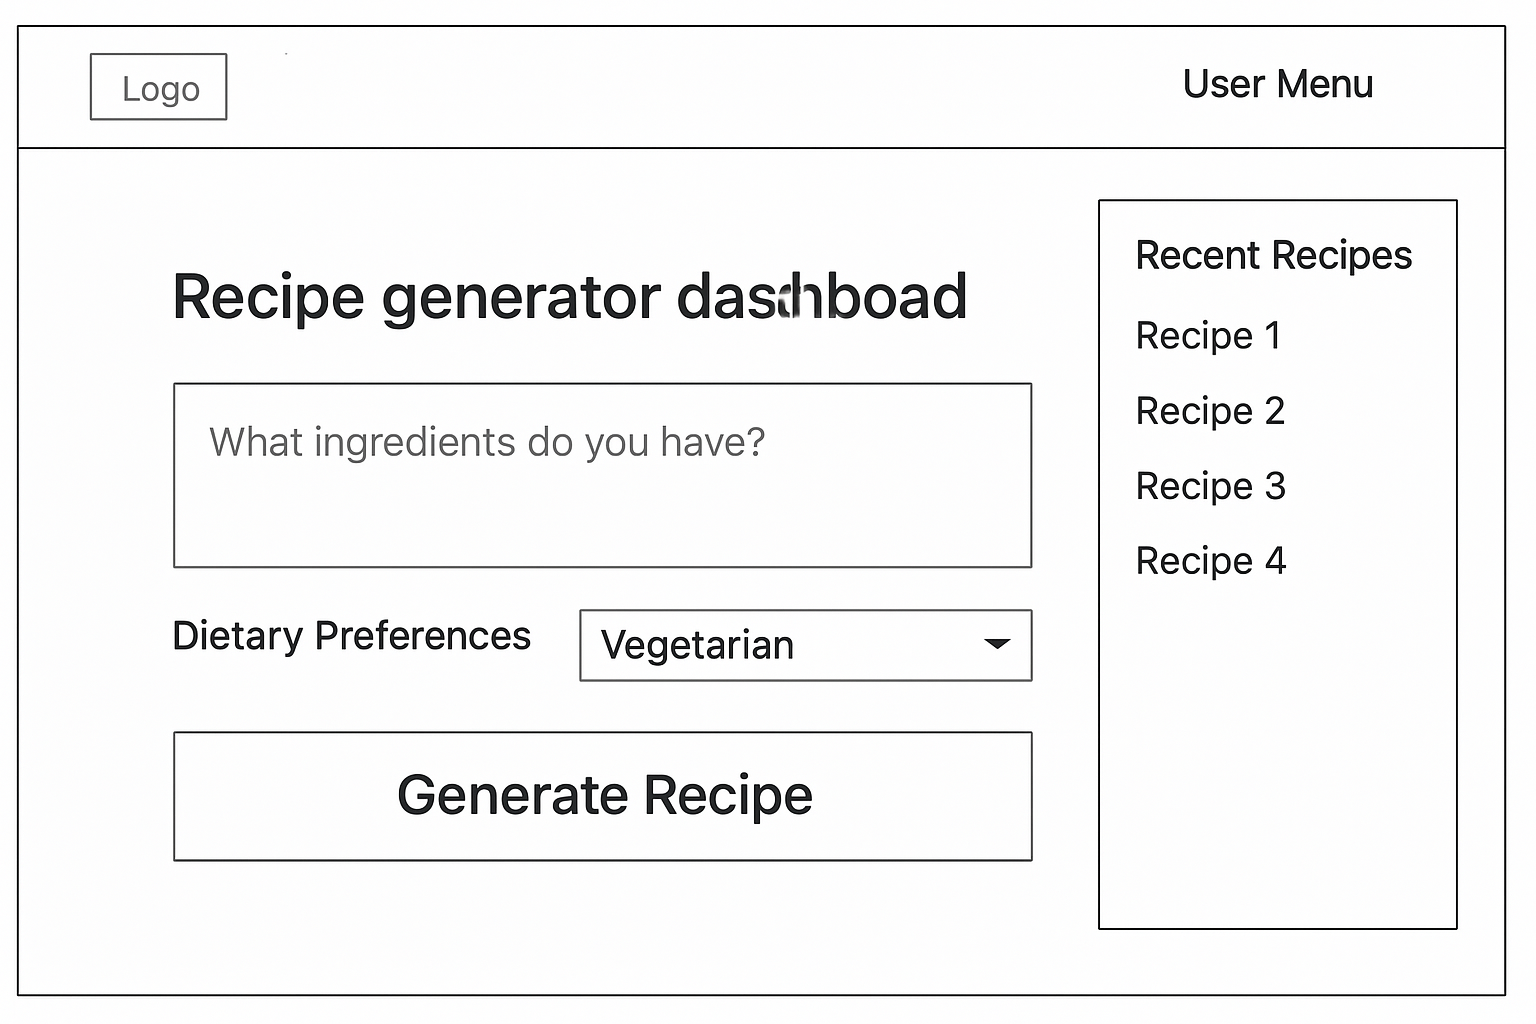 Logo
User Menu
Recipe generator dashboad
What ingredients do you have?
Dietary Preferences
Vegetarian
Generate Recipe
Recent Recipes
Recipe 1
Recipe 2
Recipe 3
Recipe 4